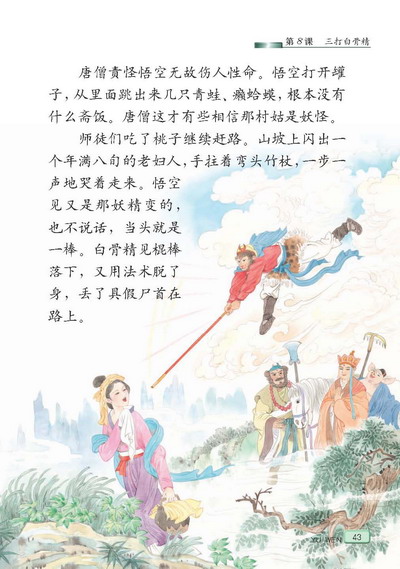 第8课 三打白骨精
唐僧责怪悟空无故伤人性命。悟空打开罐
子，从里面跳出来几只青蛙、癞蛤蟆，根本没有
什么斋饭。唐僧这才有些相信那村姑是妖怪。
师徒们吃了桃子继续赶路。山坡上闪出一
个年满八旬的老妇人，手拄着弯头竹杖，一步一
声地哭着走来。悟空
见又是那妖精变的，
也不说话，当头就是
一棒。白骨精见棍棒
落下，又用法术脱了
身，丢了具假尸首在
路上。
YU WEN 43